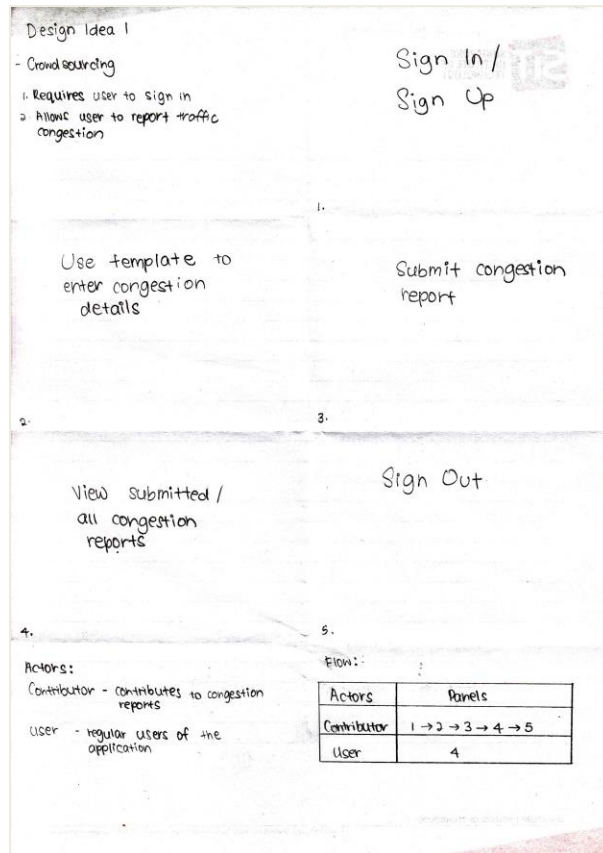 Design Idea 1
- Crowdsourcing
1. Requires user to sign in
2. Allows user to report traffic
congestion
Sign In /
Sign Up
1.
Use template to
enter congestion
details
2.
Submit congestion
report
3.
View submitted /
all congestion
reports
4.
Sign Out
5.
Actors:
Contributor - contributes to congestion
reports
User - regular users of the
application
Flow:
Actors Panels
Contributor 1 → 2 → 3 → 4 → 5
User 4